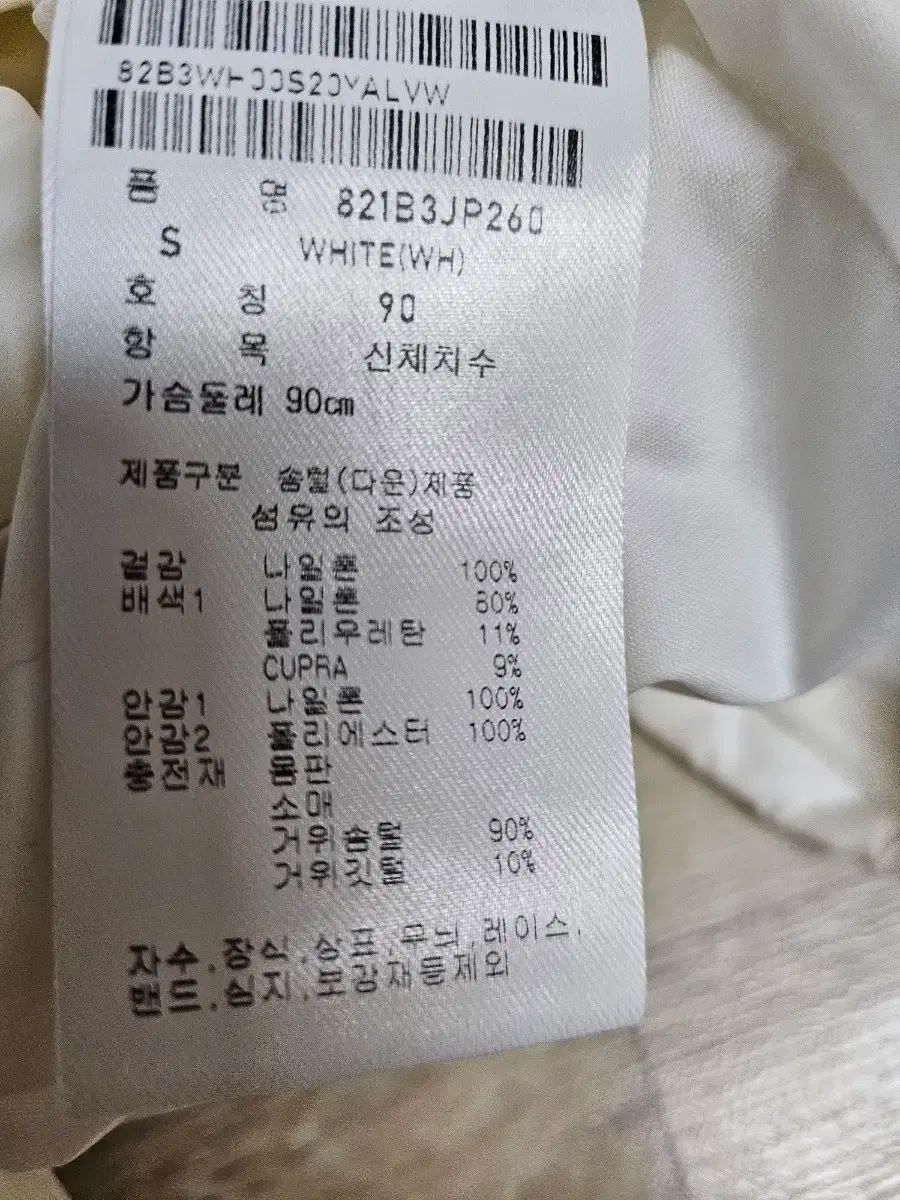 82B3WH00S20YALVW
품 명 821B3JP260
S WHITE(WH)
호 칭 90
항 목 신체치수
가슴둘레 90㎝
제품구분 솜털(다운)제품
섬유의 조성
겉감 나일론 100%
배색1 나일론 80%
폴리우레탄 11%
CUPRA 9%
안감1 나일론 100%
안감2 폴리에스터 100%
충전재 몸판
소매
거위솜털 90%
거위깃털 10%
자수,장식,상표,무늬,레이스,
밴드,심지,보강재등제외